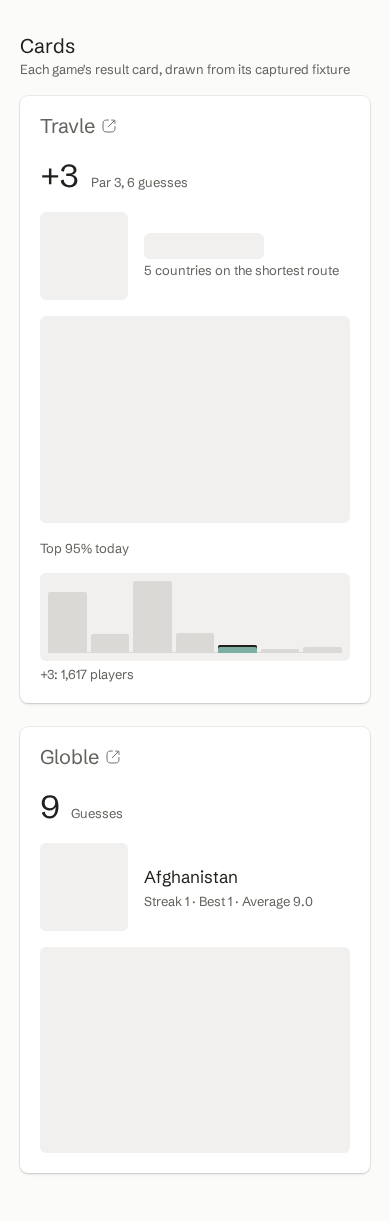 Cards
Each game's result card, drawn from its captured fixture
Travle
+3 Par 3, 6 guesses
5 countries on the shortest route
Top 95% today
+3: 1,617 players
Globle
9 Guesses
Afghanistan
Streak 1 · Best 1 · Average 9.0